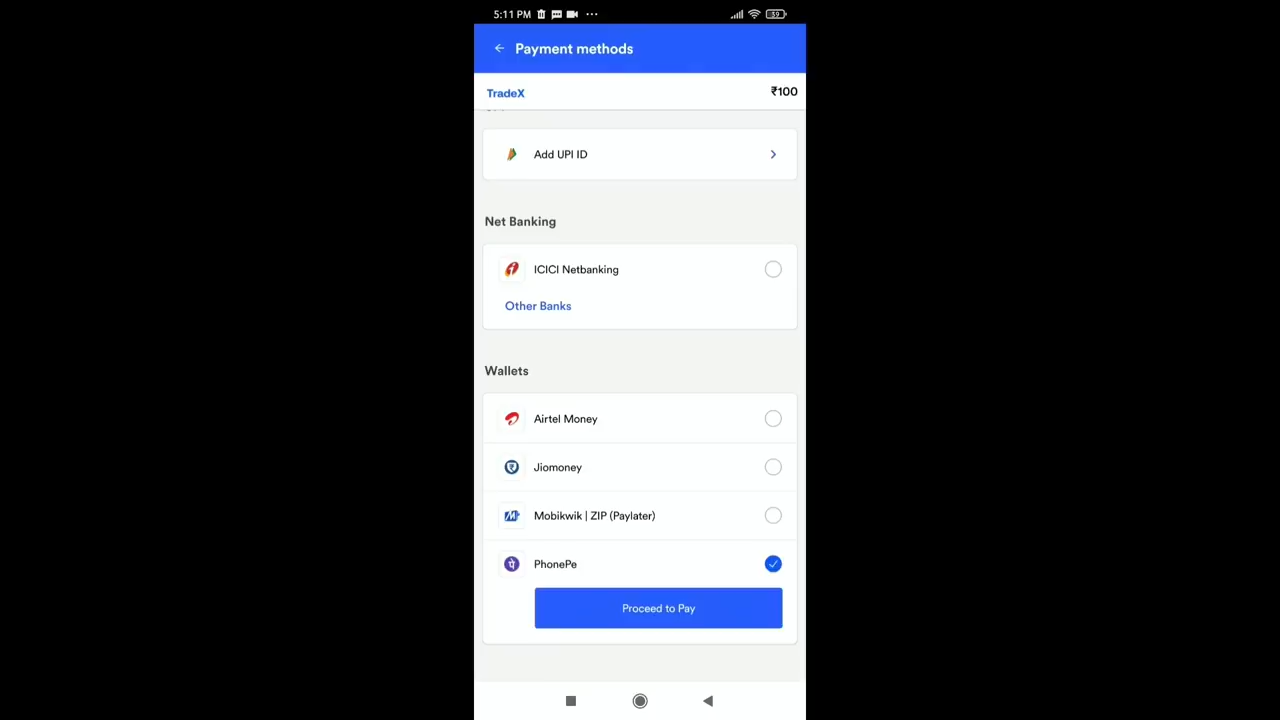 5:11 PM
39
Payment methods
TradeX
₹100
Add UPI ID
Net Banking
ICICI Netbanking
Other Banks
Wallets
Airtel Money
Jiomoney
Mobikwik | ZIP (Paylater)
PhonePe
Proceed to Pay